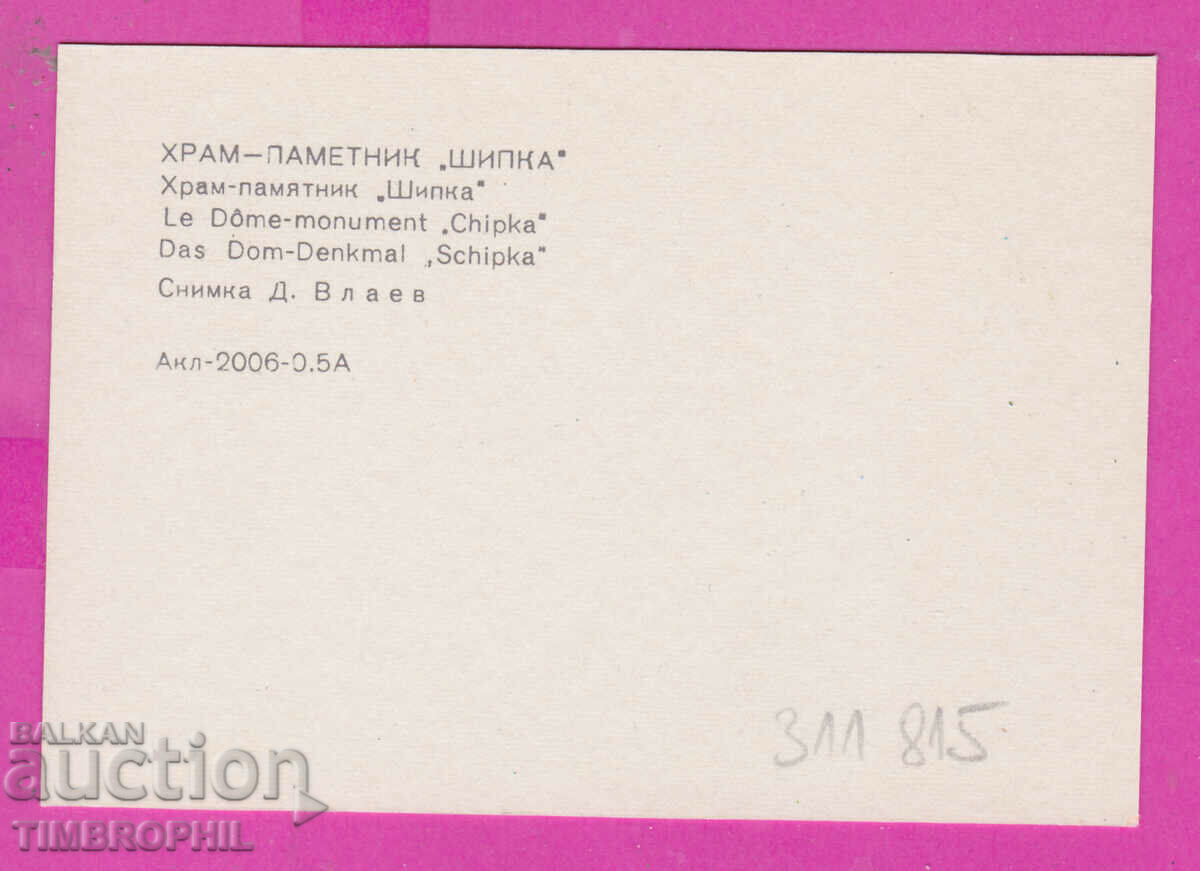 ХРАМ—ПАМЕТНИК „ШИПКА"
Храм-памятник „Шипка"
Le Dôme-monument „Chipka"
Das Dom-Denkmal „Schipka"
Снимка Д. Влаев
Акл-2006-0.5А
311 815
BALKAN
auction
TIMBROPHIL